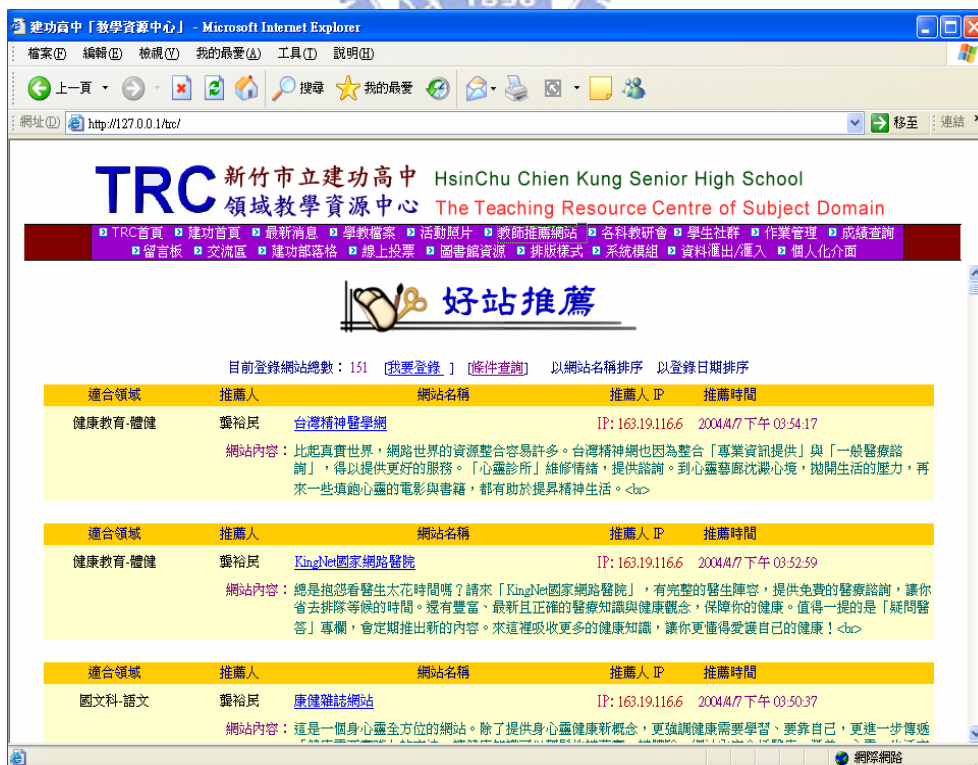 1896
建功高中「教學資源中心」 - Microsoft Internet Explorer
檔案(F) 編輯(E) 檢視(V) 我的最愛(A) 工具(T) 說明(H)
上一頁 搜尋 我的最愛
網址(D) http://127.0.0.1/trc/ 移至 連結
TRC 新竹市立建功高中 HsinChu Chien Kung Senior High School
領域教學資源中心 The Teaching Resource Centre of Subject Domain
TRC首頁 建功首頁 最新消息 學教檔案 活動照片 教師推薦網站 各科教研會 學生社群 作業管理 成績查詢
留言板 交流區 建功部落格 線上投票 圖書館資源 排版樣式 系統模組 資料匯出/匯入 個人化介面
好站推薦
目前登錄網站總數： 151 [我要登錄 ] [條件查詢] 以網站名稱排序 以登錄日期排序
適合領域 推薦人 網站名稱 推薦人 IP 推薦時間
健康教育-體健 龔裕民 台灣精神醫學網 IP: 163.19.116.6 2004/4/7 下午 03:54:17
網站內容：比起真實世界，網路世界的資源整合容易許多。台灣精神網也因為整合「專業資訊提供」與「一般醫療諮
詢」，得以提供更好的服務。「心靈診所」維修情緒，提供諮詢。到心靈藝廊沈澱心境，拋開生活的壓力，再
來一些填飽心靈的電影與書籍，都有助於提昇精神生活。<br>
適合領域 推薦人 網站名稱 推薦人 IP 推薦時間
健康教育-體健 龔裕民 KingNet國家網路醫院 IP: 163.19.116.6 2004/4/7 下午 03:52:59
網站內容：總是抱怨看醫生太花時間嗎？請來「KingNet國家網路醫院」，有完整的醫生陣容，提供免費的醫療諮詢，讓你
省去排隊等候的時間。還有豐富、最新且正確的醫療知識與健康觀念，保障你的健康。值得一提的是「疑問醫
答」專欄，會定期推出新的內容。來這裡吸收更多的健康知識，讓你更懂得愛護自己的健康！<br>
適合領域 推薦人 網站名稱 推薦人 IP 推薦時間
國文科-語文 龔裕民 康健雜誌網站 IP: 163.19.116.6 2004/4/7 下午 03:50:37
網站內容：這是一個身心靈全方位的網站。除了提供身心靈健康新概念，更強調健康需要學習、要靠自己，更進一步傳遞
網際網路